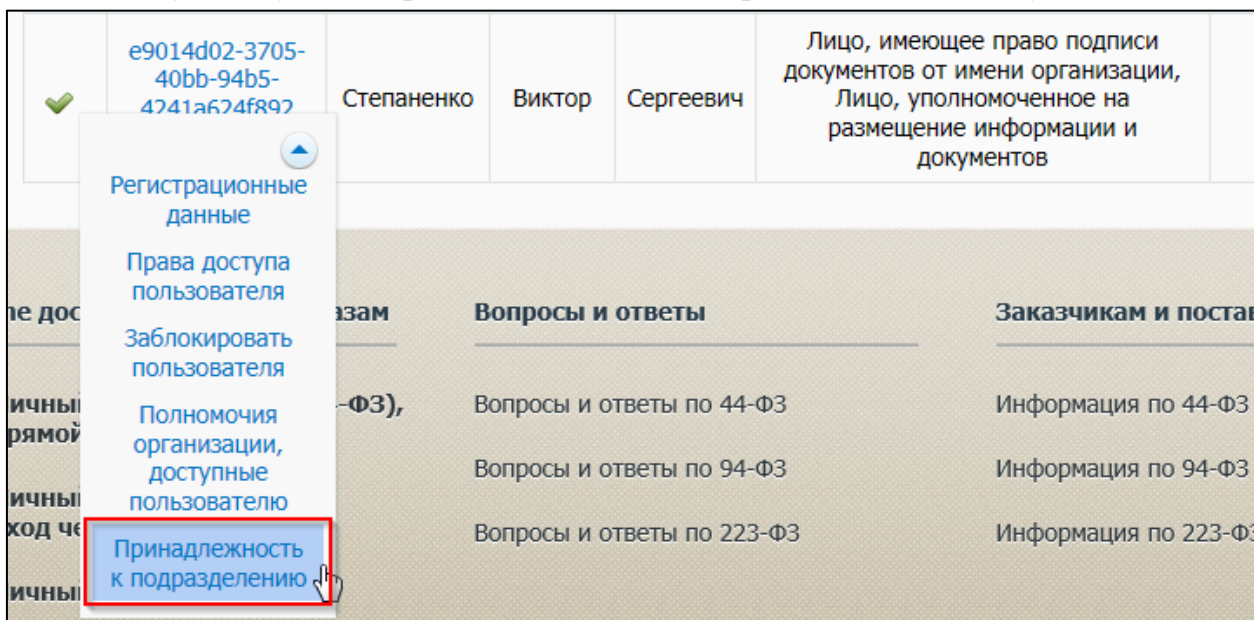 e9014d02-3705-
40bb-94b5-
4241a624f892
Степаненко
Виктор
Сергеевич
Лицо, имеющее право подписи
документов от имени организации,
Лицо, уполномоченное на
размещение информации и
документов
Регистрационные
данные
Права доступа
пользователя
Заблокировать
пользователя
Полномочия
организации,
доступные
пользователю
Принадлежность
к подразделению
Вопросы и ответы
Вопросы и ответы по 44-ФЗ
Вопросы и ответы по 94-ФЗ
Вопросы и ответы по 223-ФЗ
Заказчикам и
Информация по 44-ФЗ
Информация по 94-ФЗ
Информация по 223-ФЗ